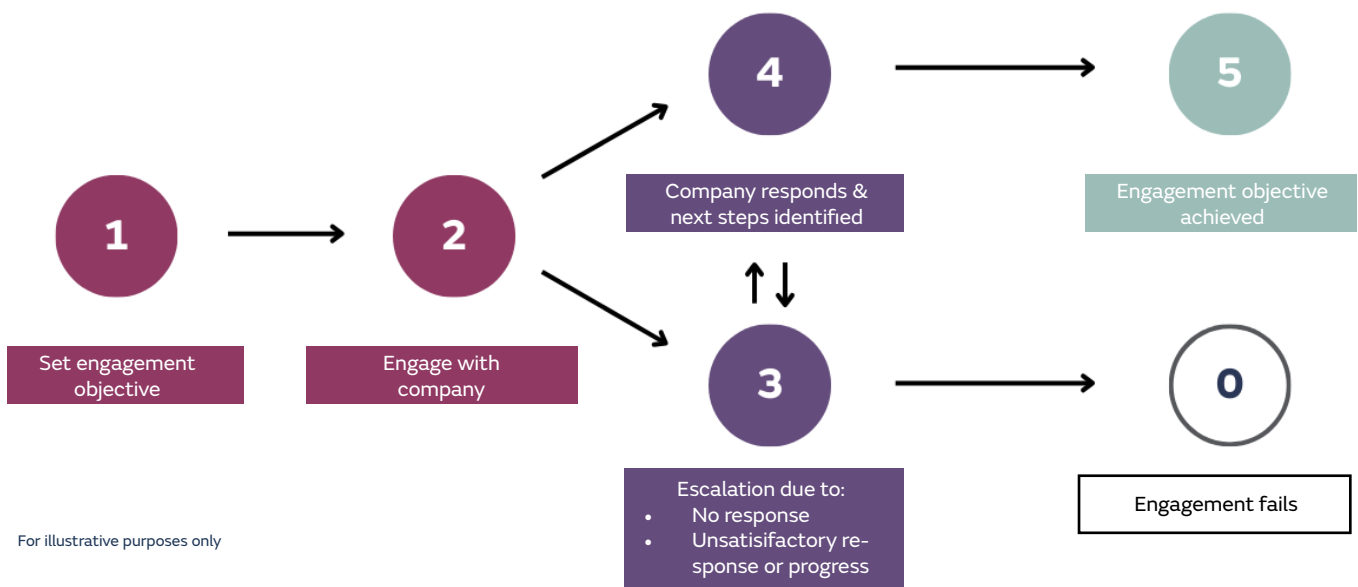 4
5
1
2
Company responds &
next steps identified
Engagement objective
achieved
Set engagement
objective
Engage with
company
3
0
Escalation due to:
• No response
• Unsatisifactory re-
sponse or progress
Engagement fails
For illustrative purposes only